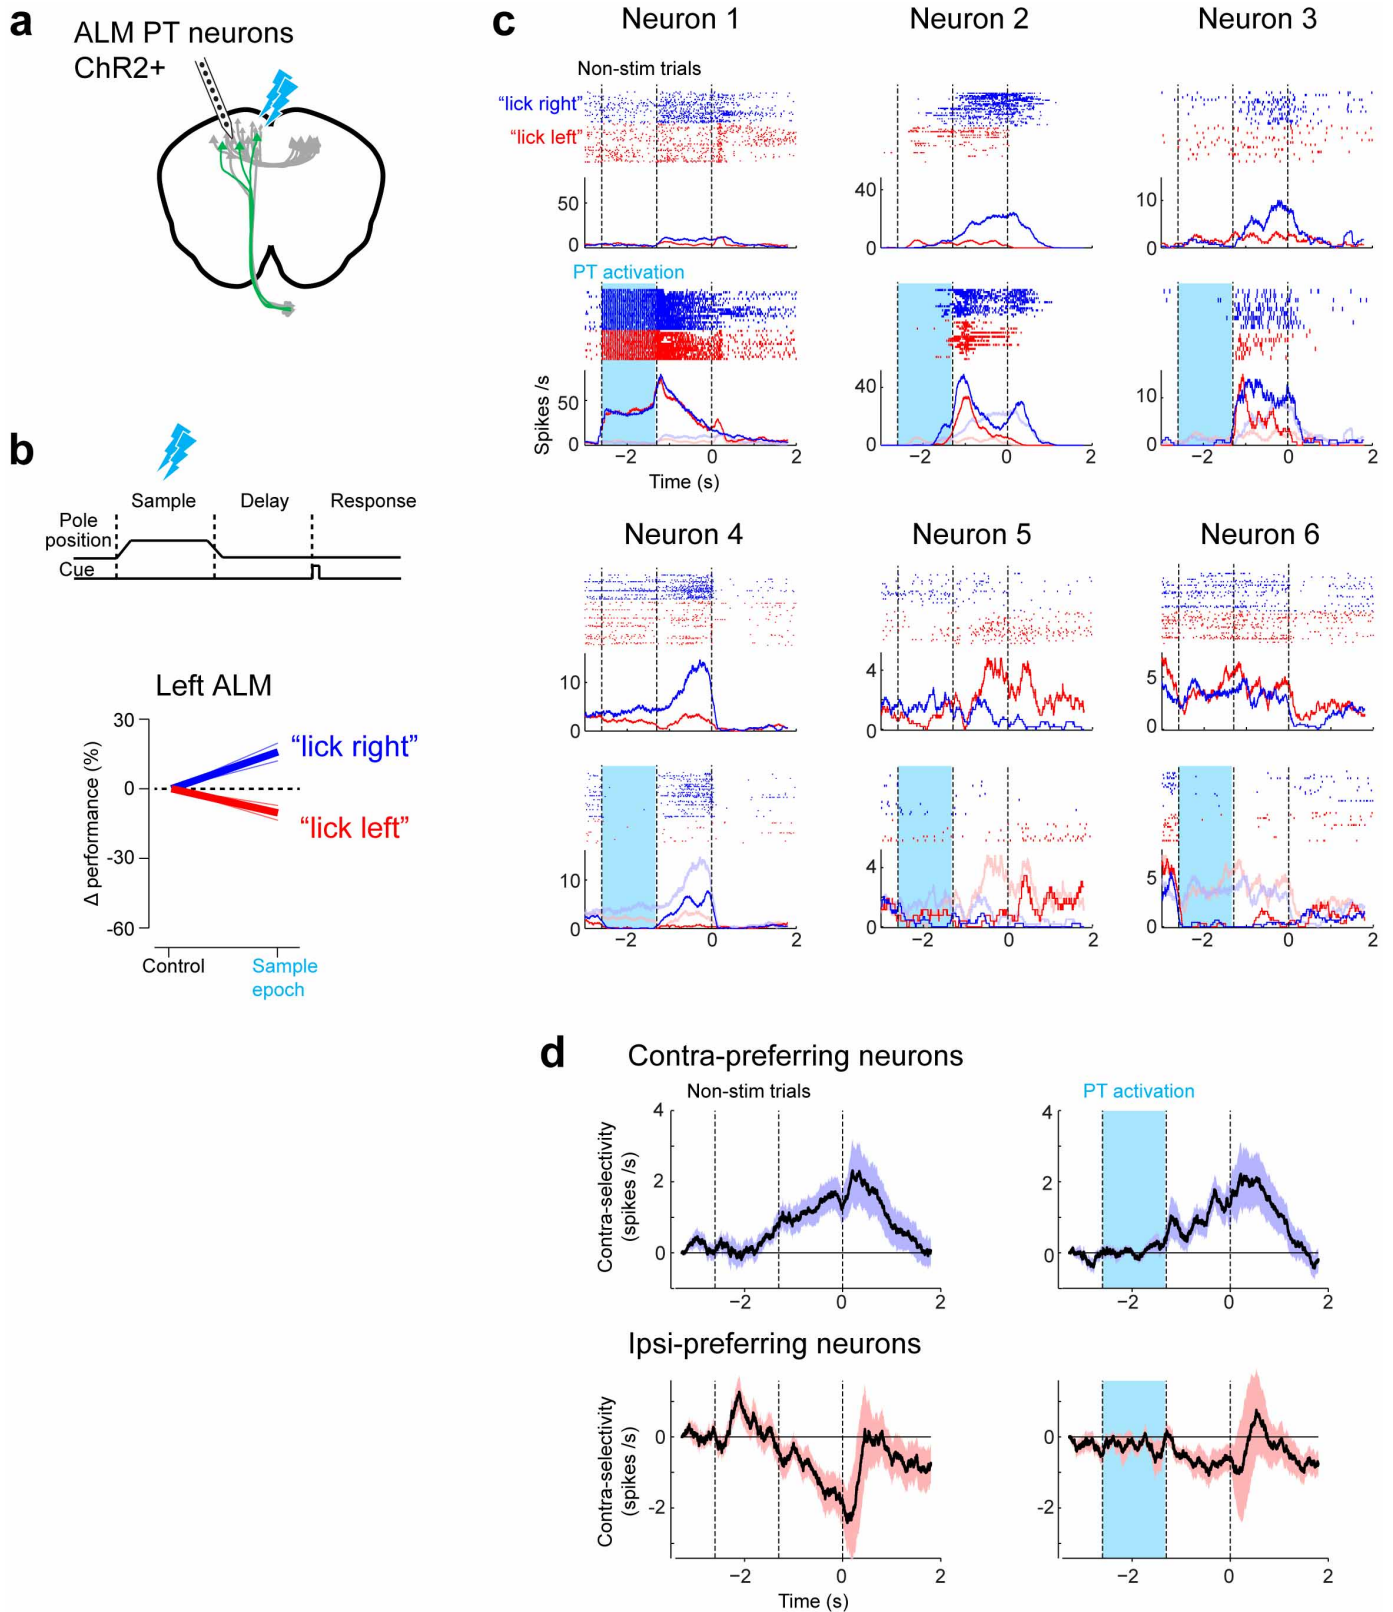 a
ALM PT neurons
ChR2+
b
Sample
Delay
Response
Pole
position
Cue
Left ALM
30
0
-30
-60
Δ performance (%)
“lick right”
“lick left”
Control
Sample
epoch
c
Neuron 1
Neuron 2
Neuron 3
Non-stim trials
“lick right”
“lick left”
50
0
40
0
10
0
PT activation
Spikes /s
50
0
40
0
10
0
−2
0
2
−2
0
2
−2
0
2
Time (s)
Neuron 4
Neuron 5
Neuron 6
10
0
4
0
5
0
10
0
4
0
5
0
−2
0
−2
0
2
−2
0
2
d
Contra-preferring neurons
Non-stim trials
PT activation
Contra-selectivity
(spikes /s)
4
2
0
−2
0
2
Contra-selectivity
(spikes /s)
4
2
0
−2
0
2
Ipsi-preferring neurons
Contra-selectivity
(spikes /s)
0
-2
−2
0
2
Time (s)
Contra-selectivity
(spikes /s)
0
-2
−2
0
2